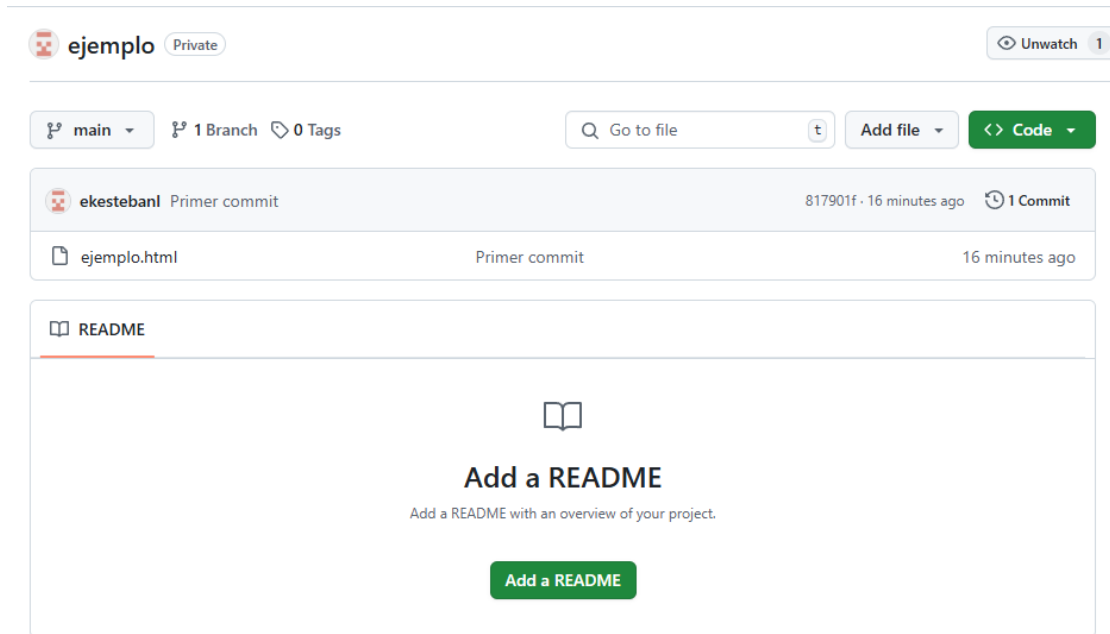 ejemplo Private Unwatch 1
main 1 Branch 0 Tags Go to file t Add file <> Code
ekestebanl Primer commit 817901f · 16 minutes ago 1 Commit
ejemplo.html Primer commit 16 minutes ago
README
Add a README
Add a README with an overview of your project.
Add a README